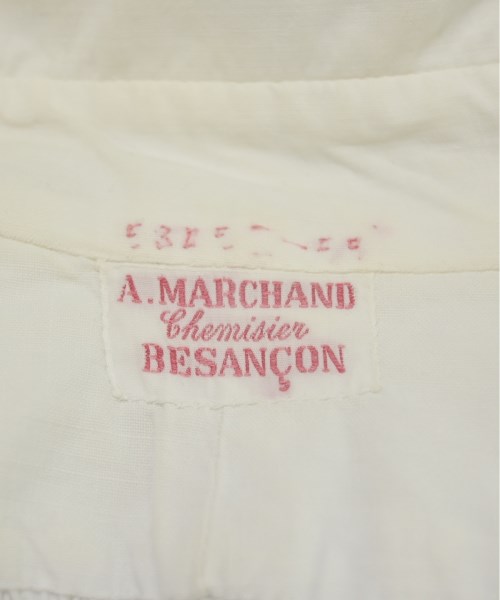 A. MARCHAND
Chemisier
BESANÇON